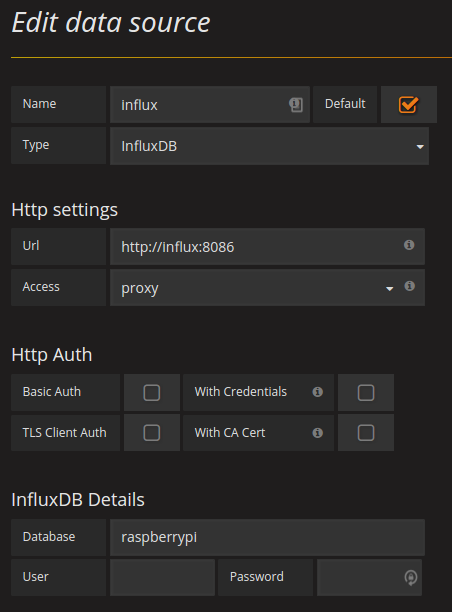 Edit data source
Name influx Default
Type InfluxDB
Http settings
Url http://influx:8086
Access proxy
Http Auth
Basic Auth With Credentials
TLS Client Auth With CA Cert
InfluxDB Details
Database raspberrypi
User Password